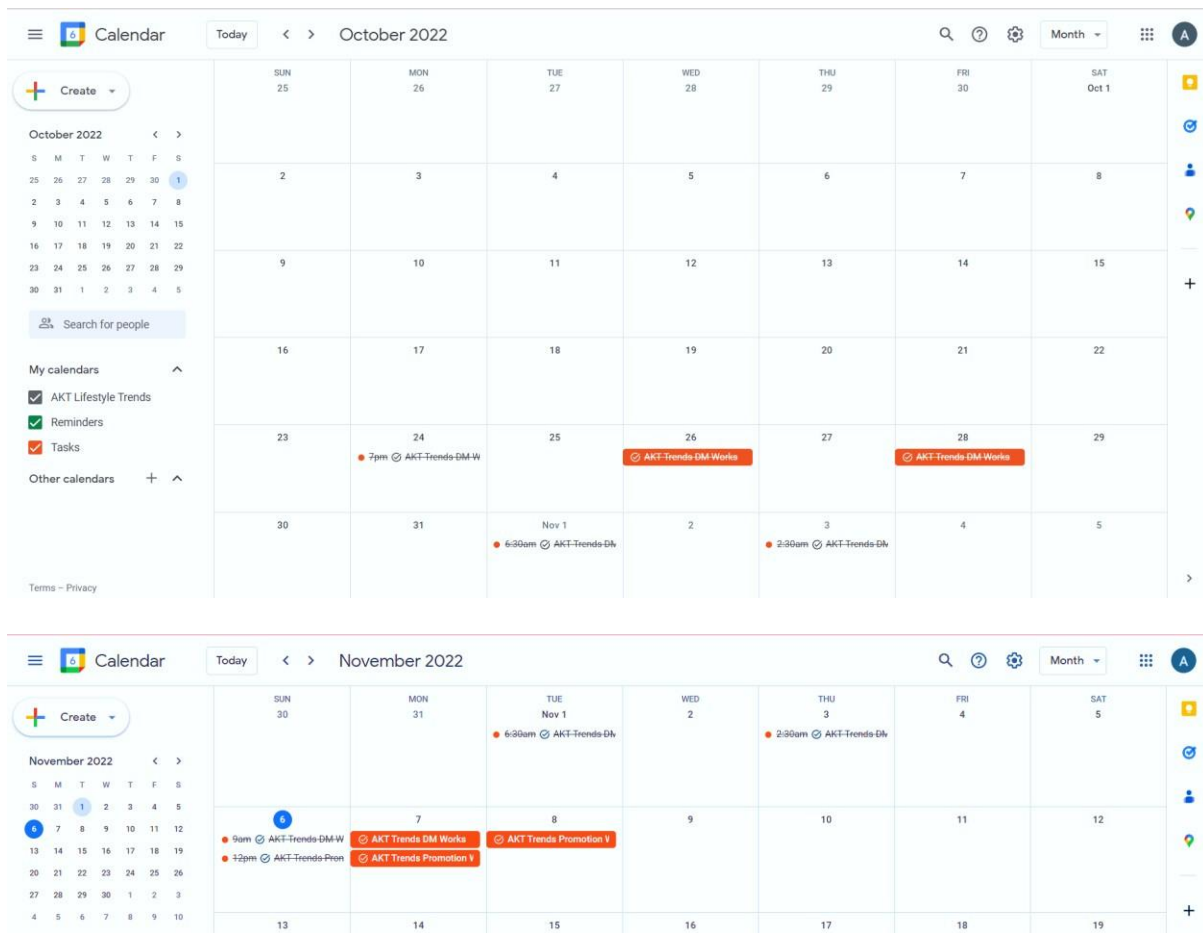 6 Calendar Today October 2022 Month A
Create
SUN MON TUE WED THU FRI SAT
25 26 27 28 29 30 Oct 1
October 2022
S M T W T F S
25 26 27 28 29 30 1
2 3 4 5 6 7 8
9 10 11 12 13 14 15
16 17 18 19 20 21 22
23 24 25 26 27 28 29
30 31 1 2 3 4 5
Search for people
My calendars
AKT Lifestyle Trends
Reminders
Tasks
Other calendars
Terms – Privacy
2 3 4 5 6 7 8
9 10 11 12 13 14 15
16 17 18 19 20 21 22
23 24 25 26 27 28 29
7pm AKT Trends DM W
AKT Trends DM Works
AKT Trends DM Works
30 31 Nov 1 2 3 4 5
6:30am AKT Trends DM
2:30am AKT Trends DM
6 Calendar Today November 2022 Month A
Create
SUN MON TUE WED THU FRI SAT
30 31 Nov 1 2 3 4 5
6:30am AKT Trends DM
2:30am AKT Trends DM
November 2022
S M T W T F S
30 31 1 2 3 4 5
6 7 8 9 10 11 12
13 14 15 16 17 18 19
20 21 22 23 24 25 26
27 28 29 30 1 2 3
4 5 6 7 8 9 10
6 7 8 9 10 11 12
9am AKT Trends DM W
12pm AKT Trends Pron
AKT Trends DM Works
AKT Trends Promotion W
AKT Trends Promotion W
13 14 15 16 17 18 19